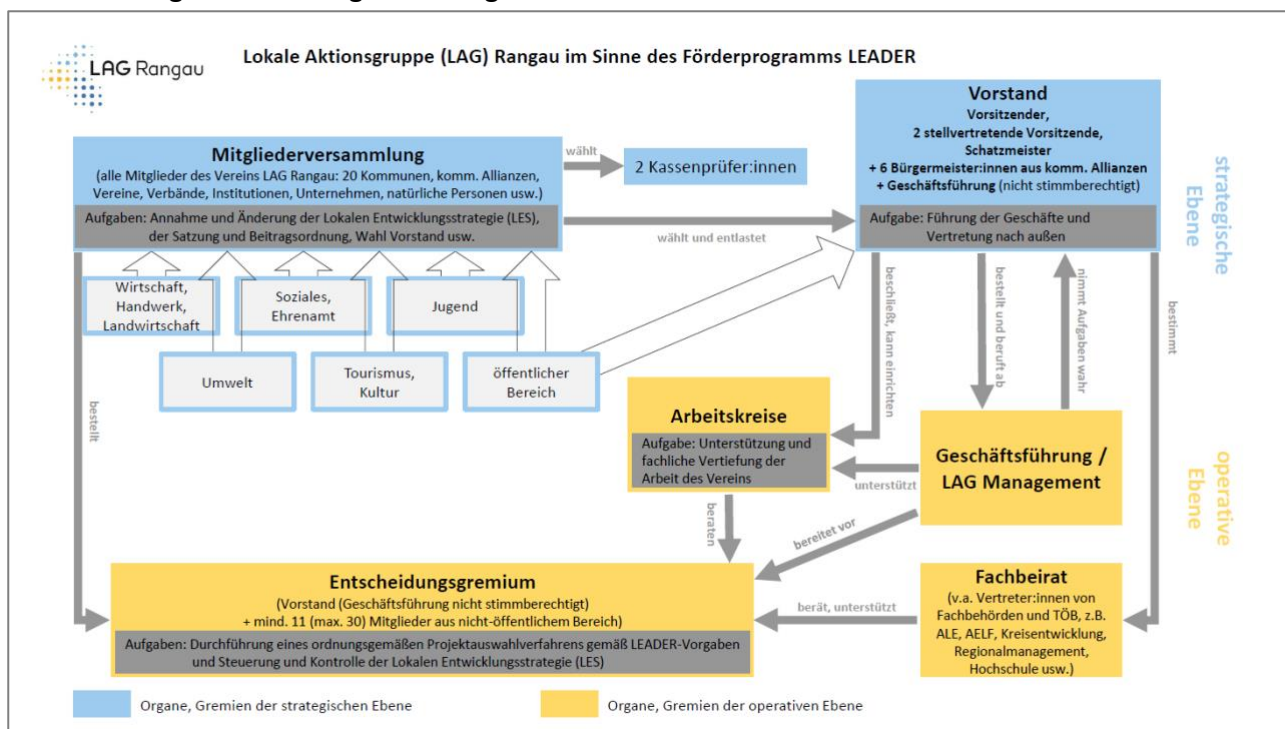 LAG Rangau
Lokale Aktionsgruppe (LAG) Rangau im Sinne des Förderprogramms LEADER
Mitgliederversammlung
(alle Mitglieder des Vereins LAG Rangau: 20 Kommunen, komm. Allianzen,
Vereine, Verbände, Institutionen, Unternehmen, natürliche Personen usw.)
Aufgaben: Annahme und Änderung der Lokalen Entwicklungsstrategie (LES),
der Satzung und Beitragsordnung, Wahl Vorstand usw.
wählt
2 Kassenprüfer:innen
wählt und entlastet
Vorstand
Vorsitzender,
2 stellvertretende Vorsitzende,
Schatzmeister
+ 6 Bürgermeister:innen aus komm. Allianzen
+ Geschäftsführung (nicht stimmberechtigt)
Aufgabe: Führung der Geschäfte und
Vertretung nach außen
strategische
Ebene
Wirtschaft,
Handwerk,
Landwirtschaft
Soziales,
Ehrenamt
Jugend
Umwelt
Tourismus,
Kultur
öffentlicher
Bereich
beschließt, kann einrichten
bestellt und beruft ab
nimmt Aufgaben wahr
bestimmt
bestellt
Arbeitskreise
Aufgabe: Unterstützung und
fachliche Vertiefung der
Arbeit des Vereins
unterstützt
Geschäftsführung /
LAG Management
operative
Ebene
beraten
bereitet vor
Entscheidungsgremium
(Vorstand (Geschäftsführung nicht stimmberechtigt)
+ mind. 11 (max. 30) Mitglieder aus nicht-öffentlichem Bereich)
Aufgaben: Durchführung eines ordnungsgemäßen Projektauswahlverfahrens gemäß LEADER-Vorgaben
und Steuerung und Kontrolle der Lokalen Entwicklungsstrategie (LES)
berät, unterstützt
Fachbeirat
(v.a. Vertreter:innen von
Fachbehörden und TÖB, z.B.
ALE, AELF, Kreisentwicklung,
Regionalmanagement,
Hochschule usw.)
Organe, Gremien der strategischen Ebene
Organe, Gremien der operativen Ebene